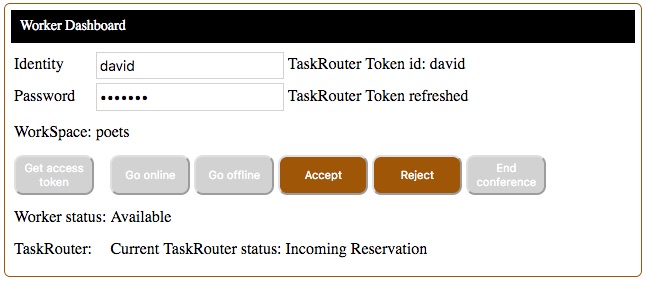 Worker Dashboard
Identity david TaskRouter Token id: david
Password ••••••• TaskRouter Token refreshed
WorkSpace: poets
Get access token Go online Go offline Accept Reject End conference
Worker status: Available
TaskRouter: Current TaskRouter status: Incoming Reservation